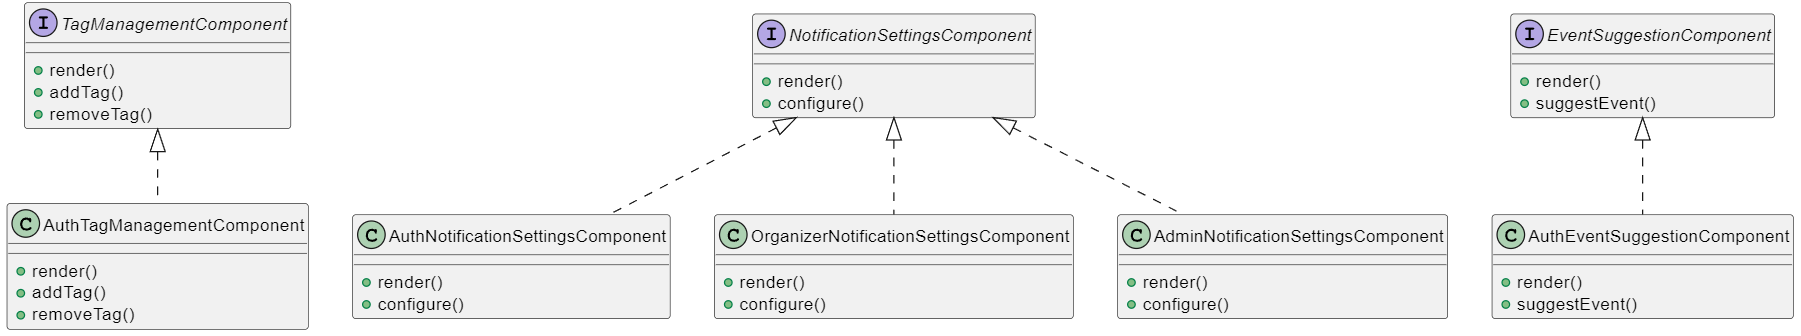 I TagManagementComponent
render()
addTag()
removeTag()
I NotificationSettingsComponent
render()
configure()
I EventSuggestionComponent
render()
suggestEvent()
C AuthTagManagementComponent
render()
addTag()
removeTag()
C AuthNotificationSettingsComponent
render()
configure()
C OrganizerNotificationSettingsComponent
render()
configure()
C AdminNotificationSettingsComponent
render()
configure()
C AuthEventSuggestionComponent
render()
suggestEvent()